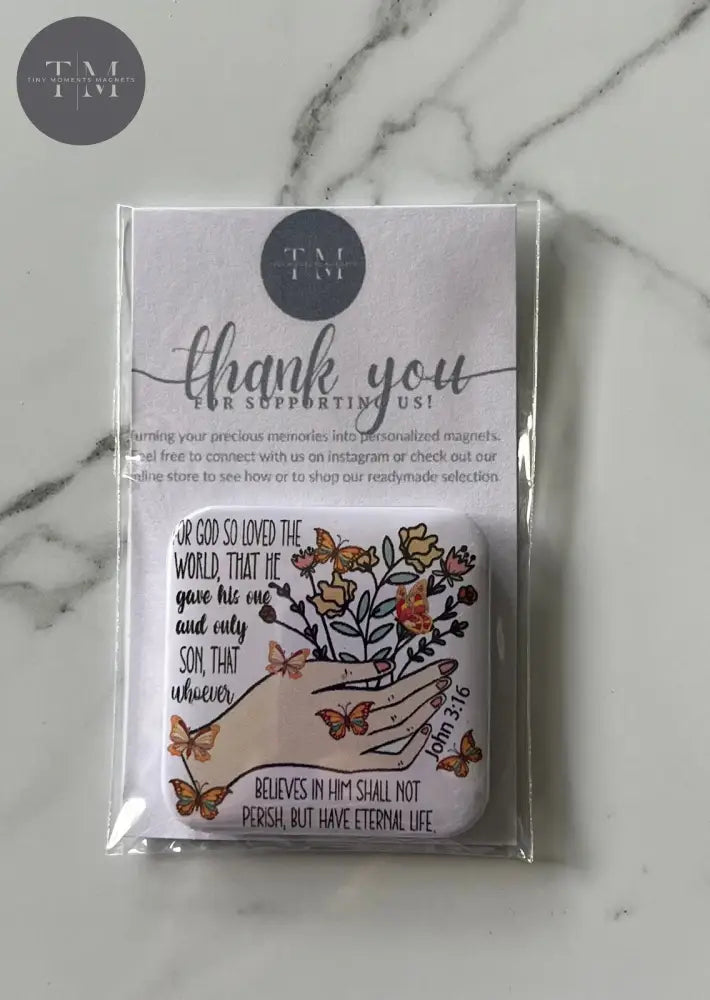 T M
TINY MOMENTS MAGNETS
T M
thank you
FOR SUPPORTING US!
urning your precious memories into personalized magnets.
eel free to connect with us on instagram or check out our
nline store to see how or to shop our readymade selection
OR GOD SO LOVED THE
WORLD, THAT HE
gave his one
and only
SON, THAT
whoever
John 3:16
BELIEVES IN HIM SHALL NOT
PERISH, BUT HAVE ETERNAL LIFE.